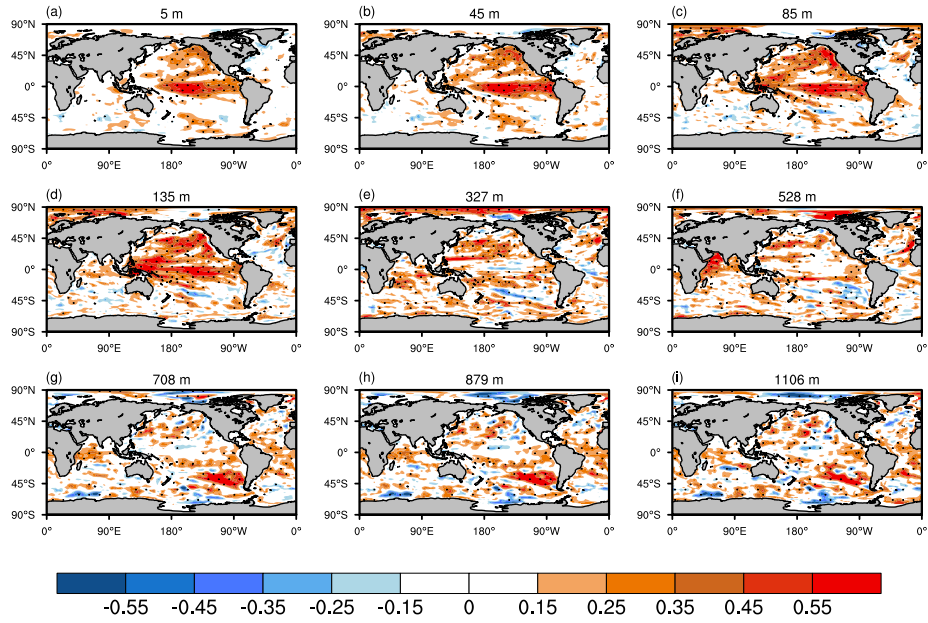 (a) 5 m (b) 45 m (c) 85 m
90°N 90°N 90°N
45°N 45°N 45°N
0° 0° 0°
45°S 45°S 45°S
90°S 90°S 90°S
0° 90°E 180° 90°W 0° 0° 90°E 180° 90°W 0° 0° 90°E 180° 90°W 0°
(d) 135 m (e) 327 m (f) 528 m
90°N 90°N 90°N
45°N 45°N 45°N
0° 0° 0°
45°S 45°S 45°S
90°S 90°S 90°S
0° 90°E 180° 90°W 0° 0° 90°E 180° 90°W 0° 0° 90°E 180° 90°W 0°
(g) 708 m (h) 879 m (i) 1106 m
90°N 90°N 90°N
45°N 45°N 45°N
0° 0° 0°
45°S 45°S 45°S
90°S 90°S 90°S
0° 90°E 180° 90°W 0° 0° 90°E 180° 90°W 0° 0° 90°E 180° 90°W 0°
-0.55 -0.45 -0.35 -0.25 -0.15 0 0.15 0.25 0.35 0.45 0.55